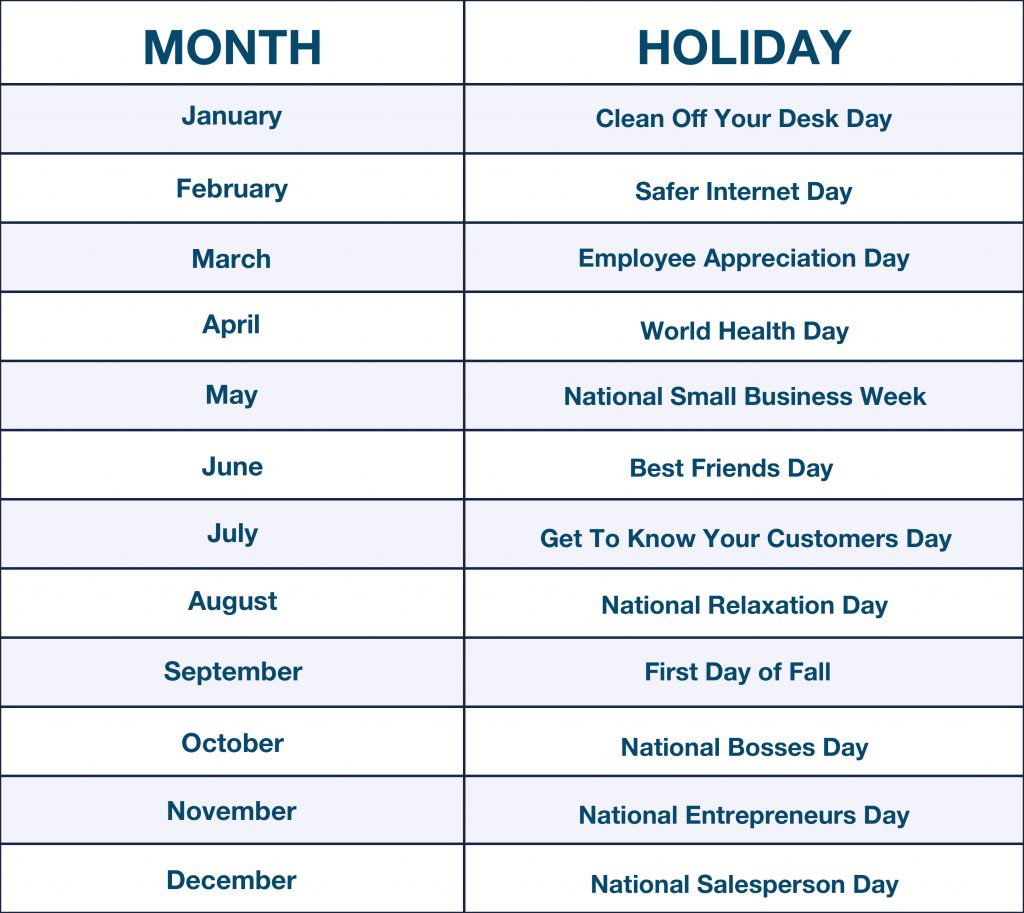 MONTH HOLIDAY
January Clean Off Your Desk Day
February Safer Internet Day
March Employee Appreciation Day
April World Health Day
May National Small Business Week
June Best Friends Day
July Get To Know Your Customers Day
August National Relaxation Day
September First Day of Fall
October National Bosses Day
November National Entrepreneurs Day
December National Salesperson Day